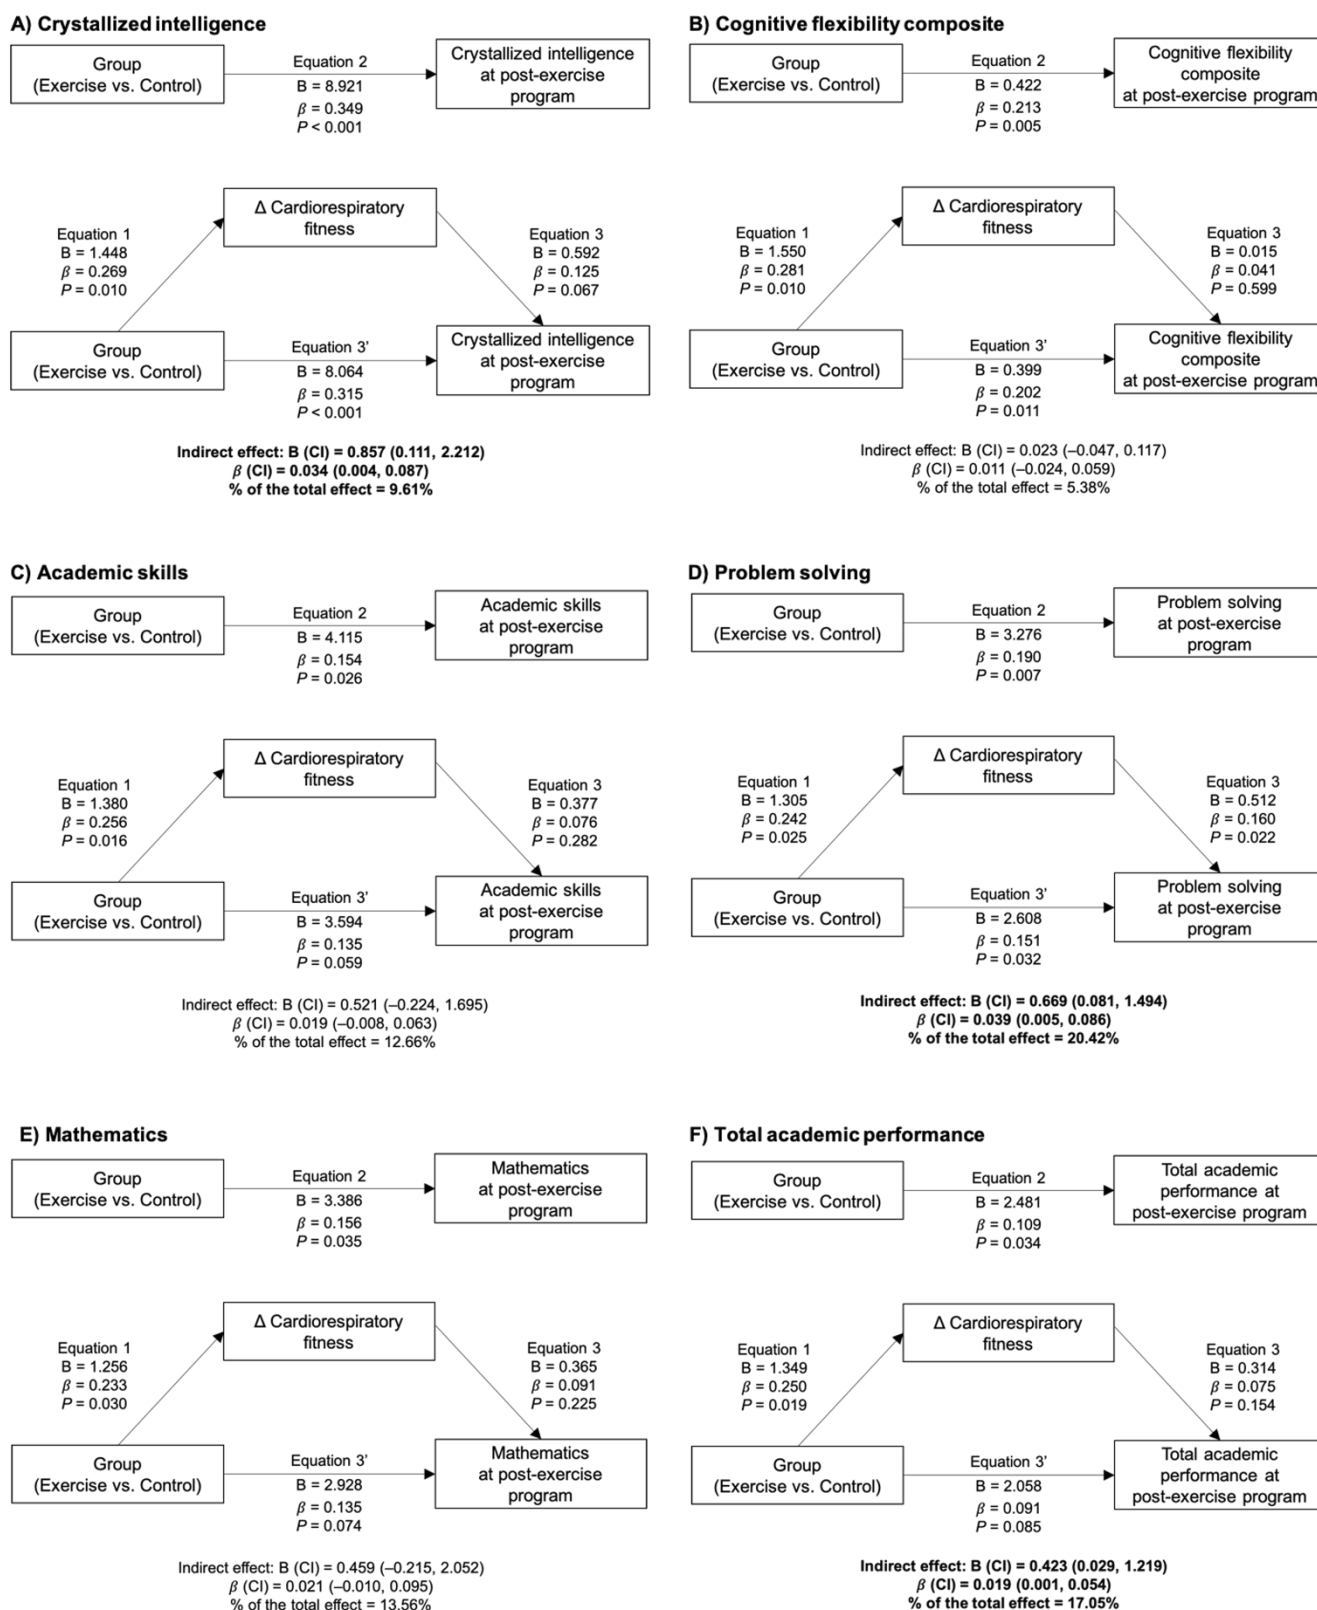 A) Crystallized intelligence
Group
(Exercise vs. Control)
Equation 2
B = 8.921
β = 0.349
P < 0.001
Crystallized intelligence
at post-exercise
program
Δ Cardiorespiratory
fitness
Equation 1
B = 1.448
β = 0.269
P = 0.010
Equation 3
B = 0.592
β = 0.125
P = 0.067
Group
(Exercise vs. Control)
Equation 3’
B = 8.064
β = 0.315
P < 0.001
Crystallized intelligence
at post-exercise
program
Indirect effect: B (CI) = 0.857 (0.111, 2.212)
β (CI) = 0.034 (0.004, 0.087)
% of the total effect = 9.61%
B) Cognitive flexibility composite
Group
(Exercise vs. Control)
Equation 2
B = 0.422
β = 0.213
P = 0.005
Cognitive flexibility
composite
at post-exercise program
Δ Cardiorespiratory
fitness
Equation 1
B = 1.550
β = 0.281
P = 0.010
Equation 3
B = 0.015
β = 0.041
P = 0.599
Group
(Exercise vs. Control)
Equation 3’
B = 0.399
β = 0.202
P = 0.011
Cognitive flexibility
composite
at post-exercise program
Indirect effect: B (CI) = 0.023 (–0.047, 0.117)
β (CI) = 0.011 (–0.024, 0.059)
% of the total effect = 5.38%
C) Academic skills
Group
(Exercise vs. Control)
Equation 2
B = 4.115
β = 0.154
P = 0.026
Academic skills
at post-exercise
program
Δ Cardiorespiratory
fitness
Equation 1
B = 1.380
β = 0.256
P = 0.016
Equation 3
B = 0.377
β = 0.076
P = 0.282
Group
(Exercise vs. Control)
Equation 3’
B = 3.594
β = 0.135
P = 0.059
Academic skills
at post-exercise
program
Indirect effect: B (CI) = 0.521 (–0.224, 1.695)
β (CI) = 0.019 (–0.008, 0.063)
% of the total effect = 12.66%
D) Problem solving
Group
(Exercise vs. Control)
Equation 2
B = 3.276
β = 0.190
P = 0.007
Problem solving
at post-exercise
program
Δ Cardiorespiratory
fitness
Equation 1
B = 1.305
β = 0.242
P = 0.025
Equation 3
B = 0.512
β = 0.160
P = 0.022
Group
(Exercise vs. Control)
Equation 3’
B = 2.608
β = 0.151
P = 0.032
Problem solving
at post-exercise
program
Indirect effect: B (CI) = 0.669 (0.081, 1.494)
β (CI) = 0.039 (0.005, 0.086)
% of the total effect = 20.42%
E) Mathematics
Group
(Exercise vs. Control)
Equation 2
B = 3.386
β = 0.156
P = 0.035
Mathematics
at post-exercise
program
Δ Cardiorespiratory
fitness
Equation 1
B = 1.256
β = 0.233
P = 0.030
Equation 3
B = 0.365
β = 0.091
P = 0.225
Group
(Exercise vs. Control)
Equation 3’
B = 2.928
β = 0.135
P = 0.074
Mathematics
at post-exercise
program
Indirect effect: B (CI) = 0.459 (–0.215, 2.052)
β (CI) = 0.021 (–0.010, 0.095)
% of the total effect = 13.56%
F) Total academic performance
Group
(Exercise vs. Control)
Equation 2
B = 2.481
β = 0.109
P = 0.034
Total academic
performance at
post-exercise program
Δ Cardiorespiratory
fitness
Equation 1
B = 1.349
β = 0.250
P = 0.019
Equation 3
B = 0.314
β = 0.075
P = 0.154
Group
(Exercise vs. Control)
Equation 3’
B = 2.058
β = 0.091
P = 0.085
Total academic
performance at
post-exercise program
Indirect effect: B (CI) = 0.423 (0.029, 1.219)
β (CI) = 0.019 (0.001, 0.054)
% of the total effect = 17.05%